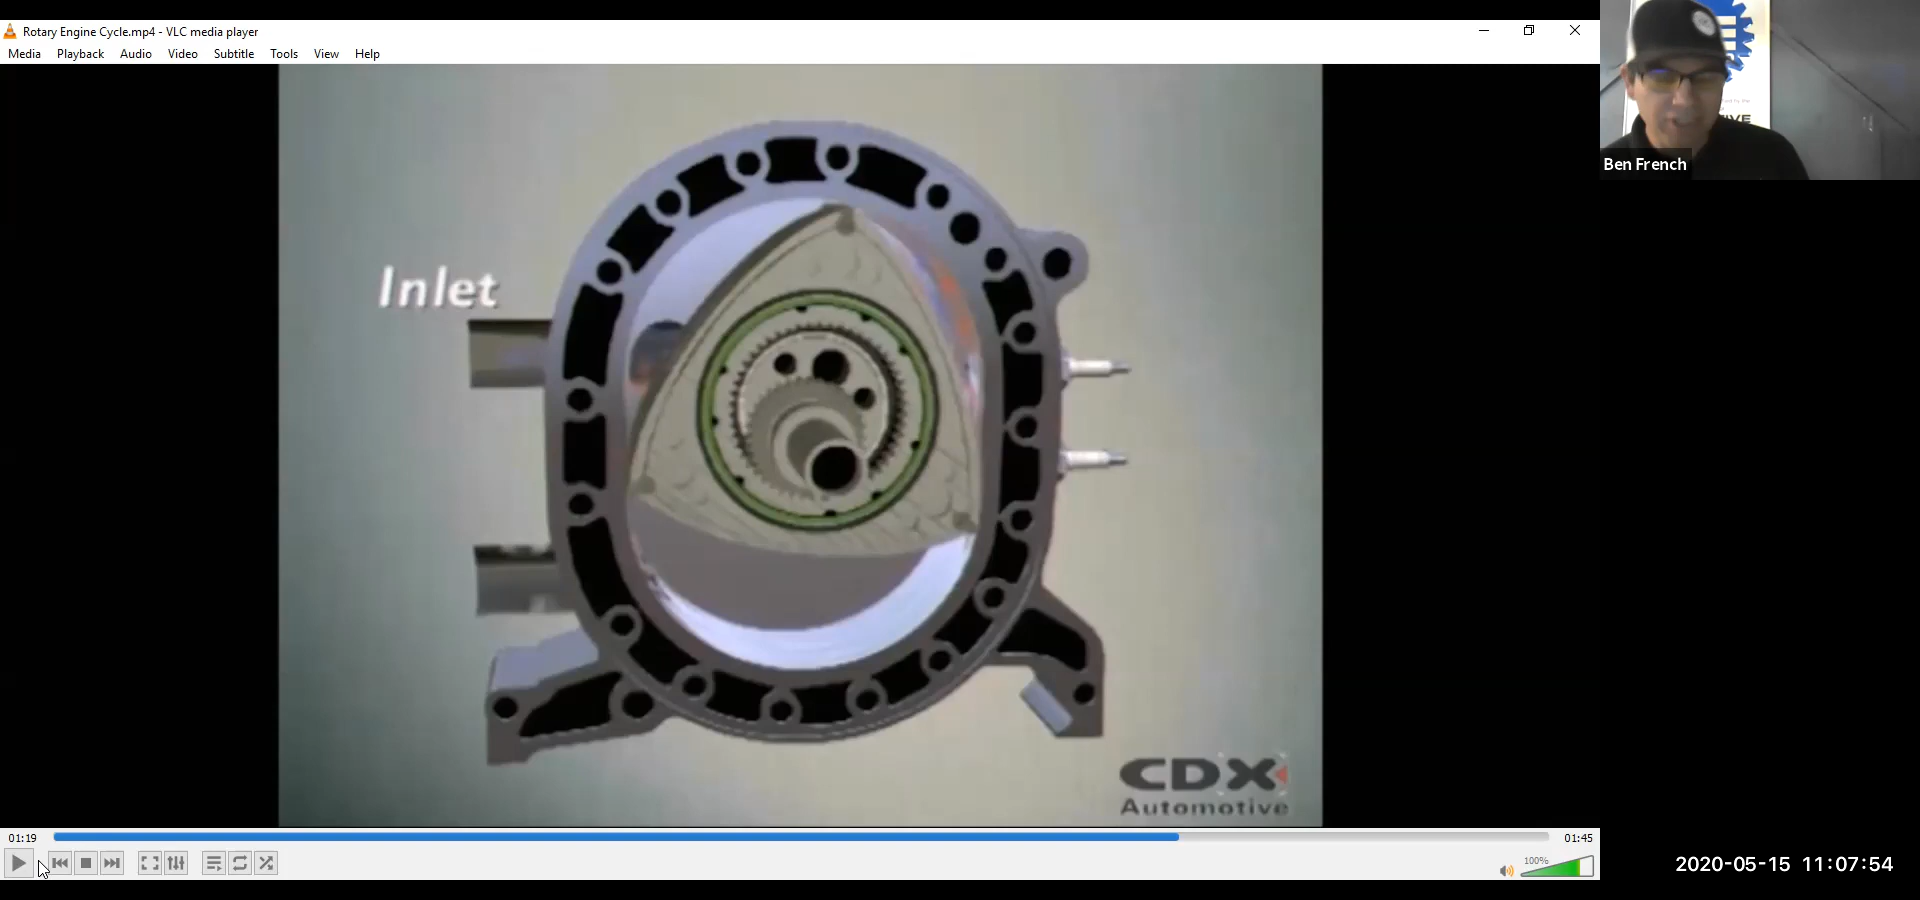 Rotary Engine Cycle.mp4 - VLC media player
Media Playback Audio Video Subtitle Tools View Help
Inlet
CDX
Automotive
01:19
01:45
100%
Ben French
2020-05-15 11:07:54